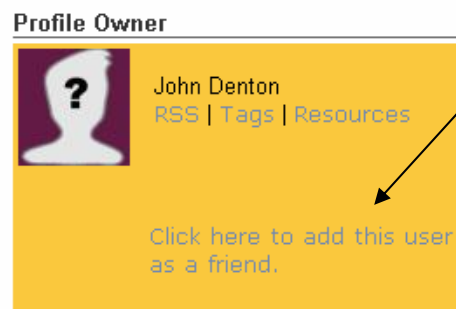 Profile Owner
?
John Denton
RSS | Tags | Resources
Click here to add this user
as a friend.